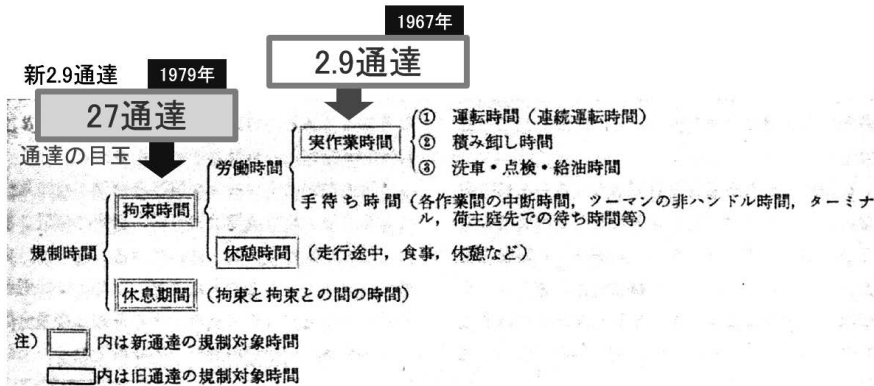 1967年
2.9通達
新2.9通達
1979年
27通達
通達の目玉
規制時間
拘束時間
労働時間
実作業時間
① 運転時間（連続運転時間）
② 積み卸し時間
③ 洗車・点検・給油時間
手待ち時間（各作業間の中断時間，ツーマンの非ハンドル時間，ターミナ
ル，荷主庭先での待ち時間等）
休憩時間（走行途中，食事，休憩など）
休息期間（拘束と拘束との間の時間）
注） 内は新通達の規制対象時間
内は旧通達の規制対象時間